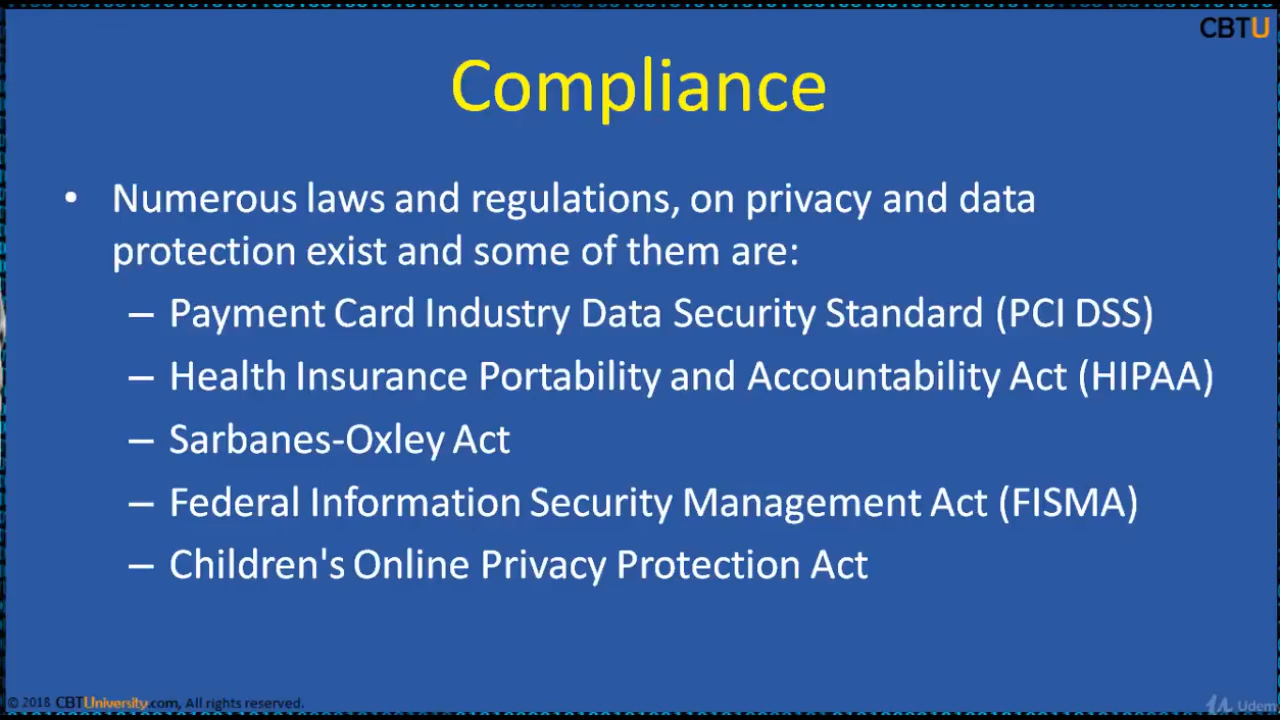 CBTU
Compliance
• Numerous laws and regulations, on privacy and data
protection exist and some of them are:
– Payment Card Industry Data Security Standard (PCI DSS)
– Health Insurance Portability and Accountability Act (HIPAA)
– Sarbanes-Oxley Act
– Federal Information Security Management Act (FISMA)
– Children's Online Privacy Protection Act
© 2018 CBTUniversity.com, All rights reserved.
Udem